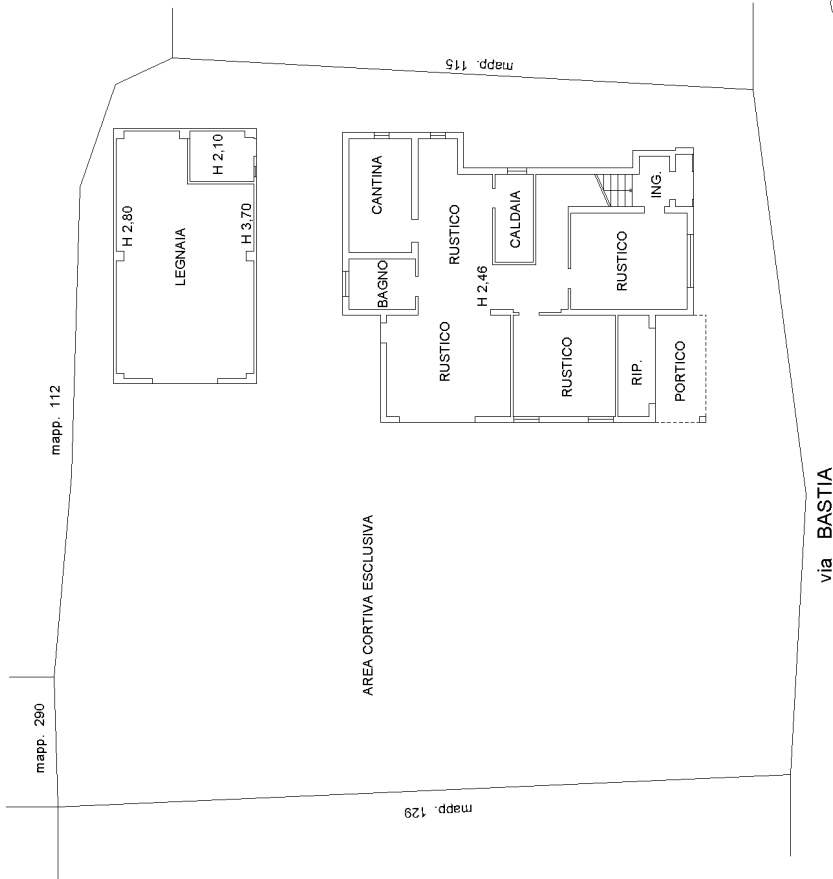 mapp. 115
mapp. 112
mapp. 290
mapp. 129
via BASTIA
AREA CORTIVA ESCLUSIVA
H 2,80
LEGNAIA
H 3,70
H 2,10
CANTINA
BAGNO
RUSTICO
H 2,46
RUSTICO
CALDAIA
RUSTICO
ING.
RUSTICO
RIP.
PORTICO